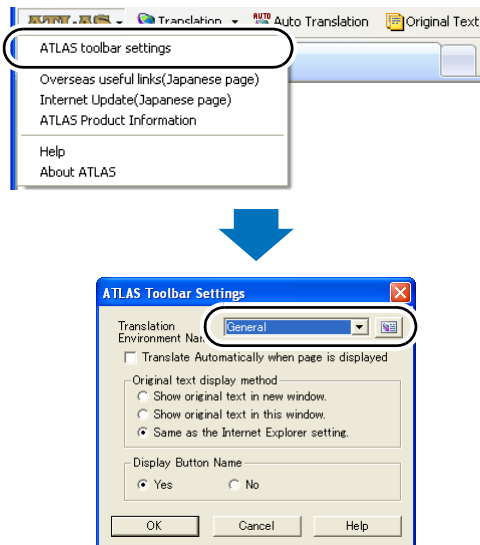 ATLAS Translation Auto Translation Original Text
ATLAS toolbar settings
Overseas useful links(Japanese page)
Internet Update(Japanese page)
ATLAS Product Information
Help
About ATLAS
ATLAS Toolbar Settings
Translation
Environment
General
Translate Automatically when page is displayed
Original text display method
Show original text in new window.
Show original text in this window.
Same as the Internet Explorer setting.
Display Button Name
Yes No
OK Cancel Help